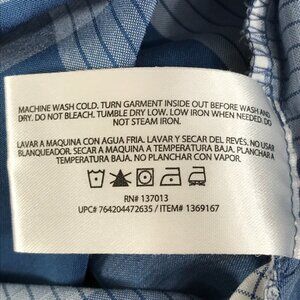 MACHINE WASH COLD. TURN GARMENT INSIDE OUT BEFORE WASH AND
DRY. DO NOT BLEACH. TUMBLE DRY LOW. LOW IRON WHEN NEEDED. DO
NOT STEAM IRON.
LAVAR A MAQUINA CON AGUA FRIA. LAVAR Y SECAR DEL REVÉS. NO USAR
BLANQUEADOR. SECAR A MAQUINA A TEMPERATURA BAJA. PLANCHAR A
TEMPERATURA BAJA. NO PLANCHAR CON VAPOR.
RN# 137013
UPC# 764204472635 / ITEM# 1369167